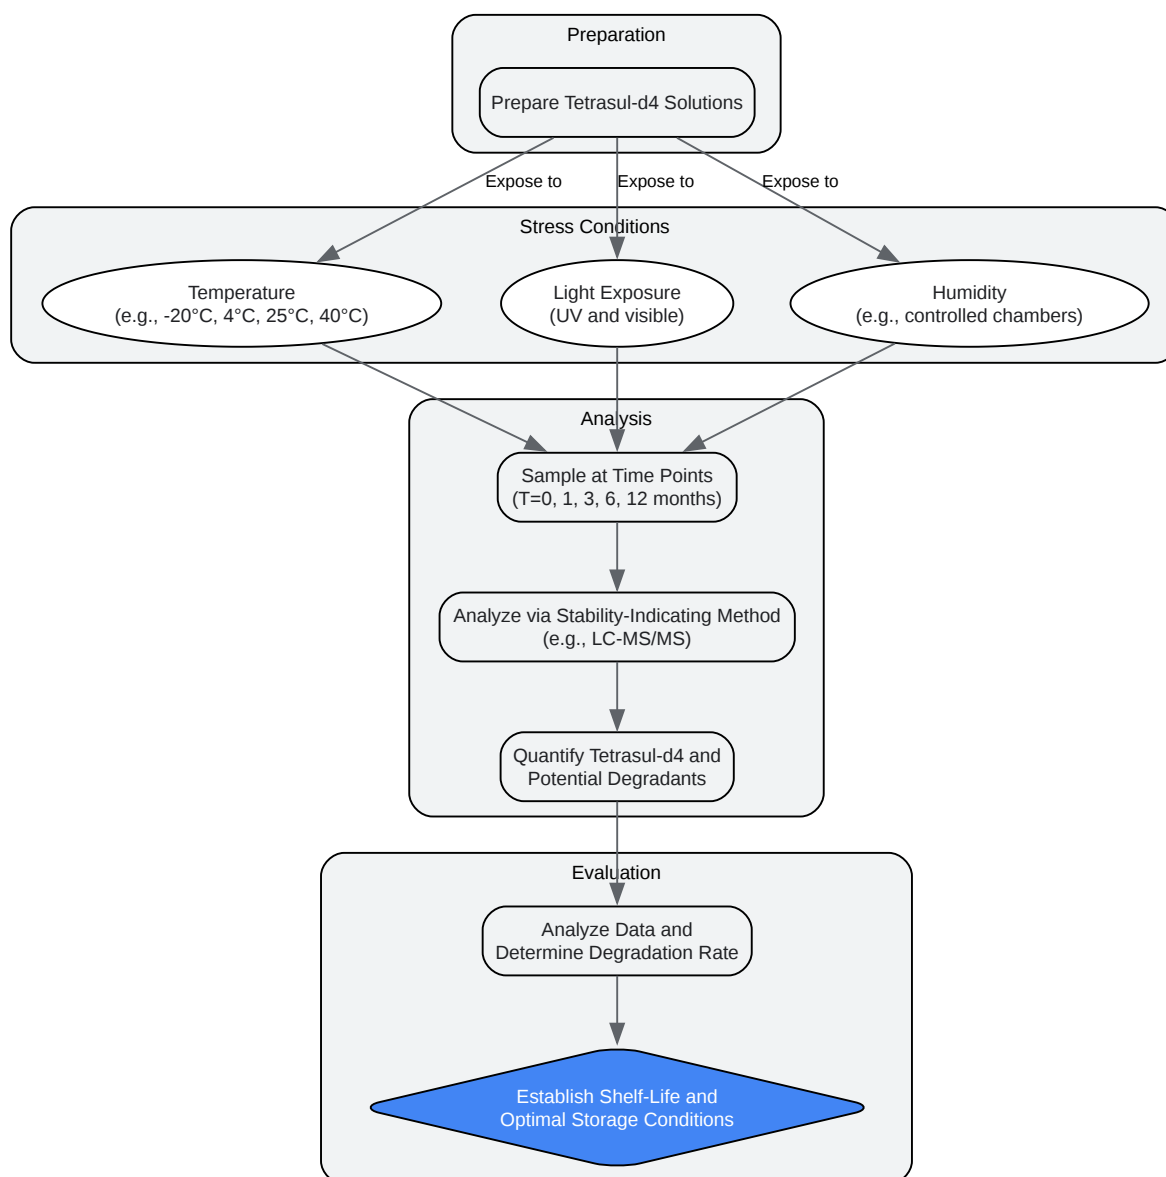 Preparation
Prepare Tetrasul-d4 Solutions
Expose to
Expose to
Expose to
Stress Conditions
Temperature
(e.g., -20°C, 4°C, 25°C, 40°C)
Light Exposure
(UV and visible)
Humidity
(e.g., controlled chambers)
Analysis
Sample at Time Points
(T=0, 1, 3, 6, 12 months)
Analyze via Stability-Indicating Method
(e.g., LC-MS/MS)
Quantify Tetrasul-d4 and
Potential Degradants
Evaluation
Analyze Data and
Determine Degradation Rate
Establish Shelf-Life and
Optimal Storage Conditions